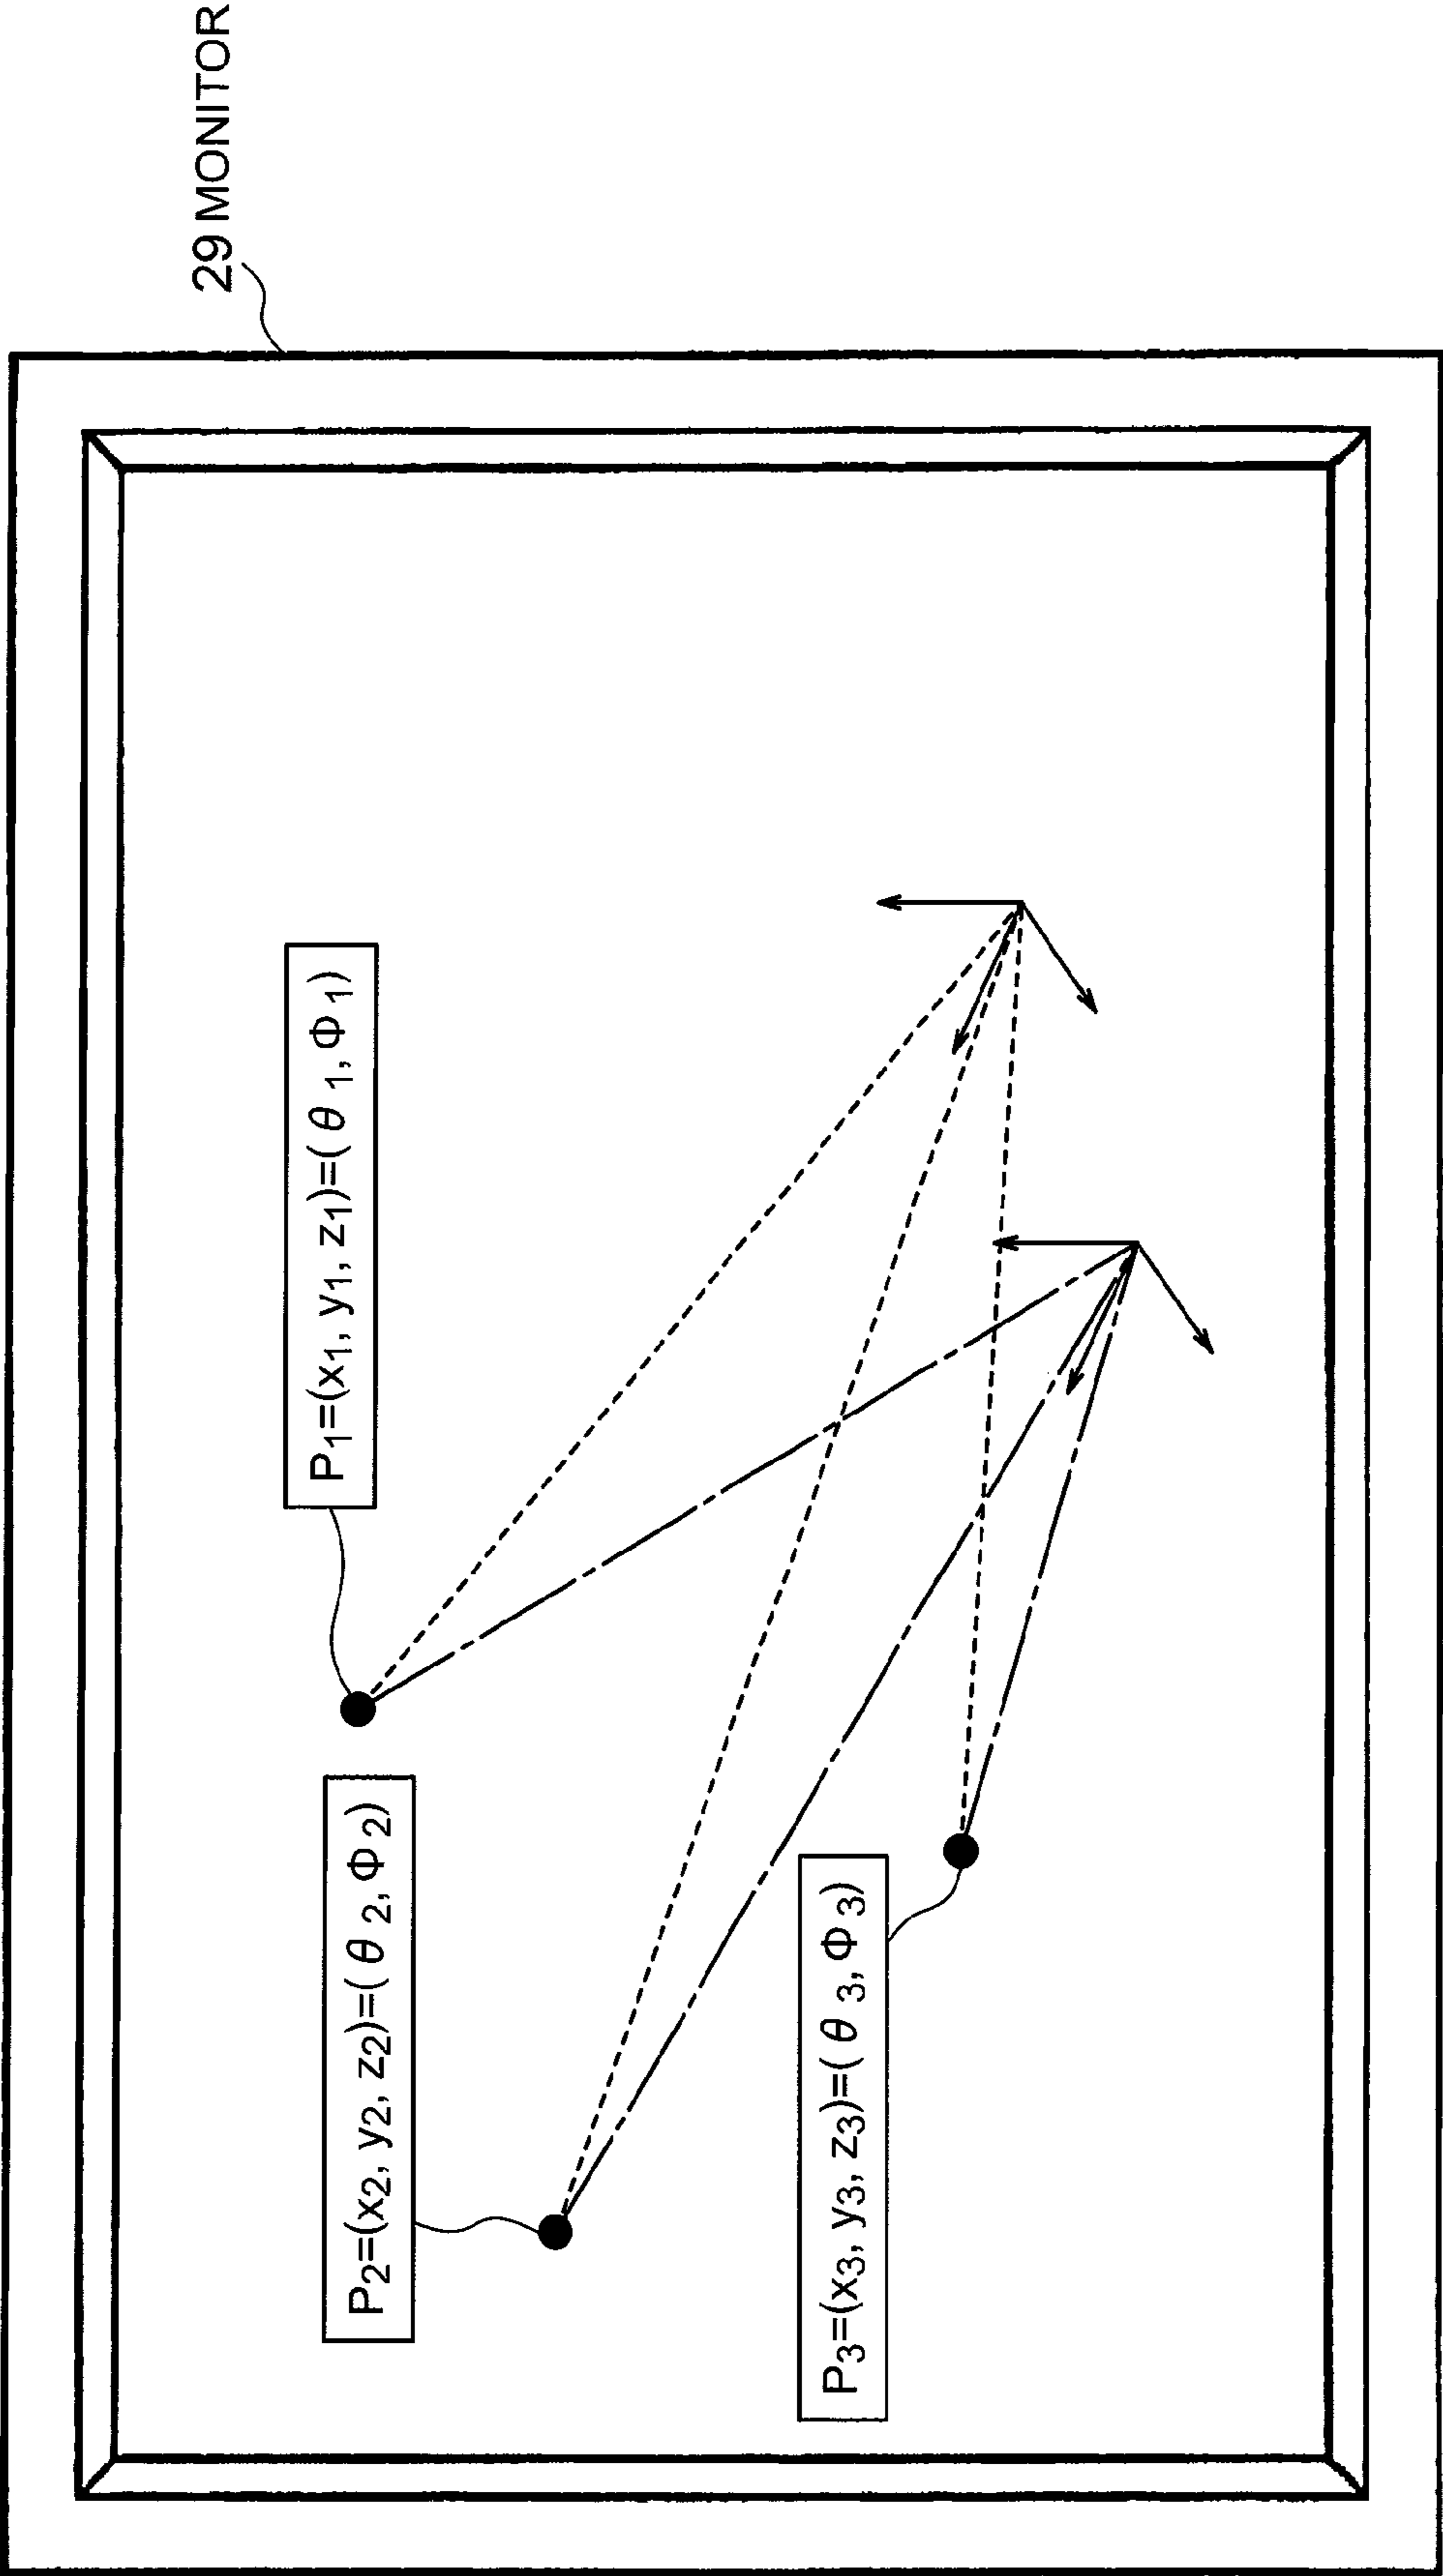 29 MONITOR
P1=(x1, y1, z1)=(θ1, Φ1)
P2=(x2, y2, z2)=(θ2, Φ2)
P3=(x3, y3, z3)=(θ3, Φ3)